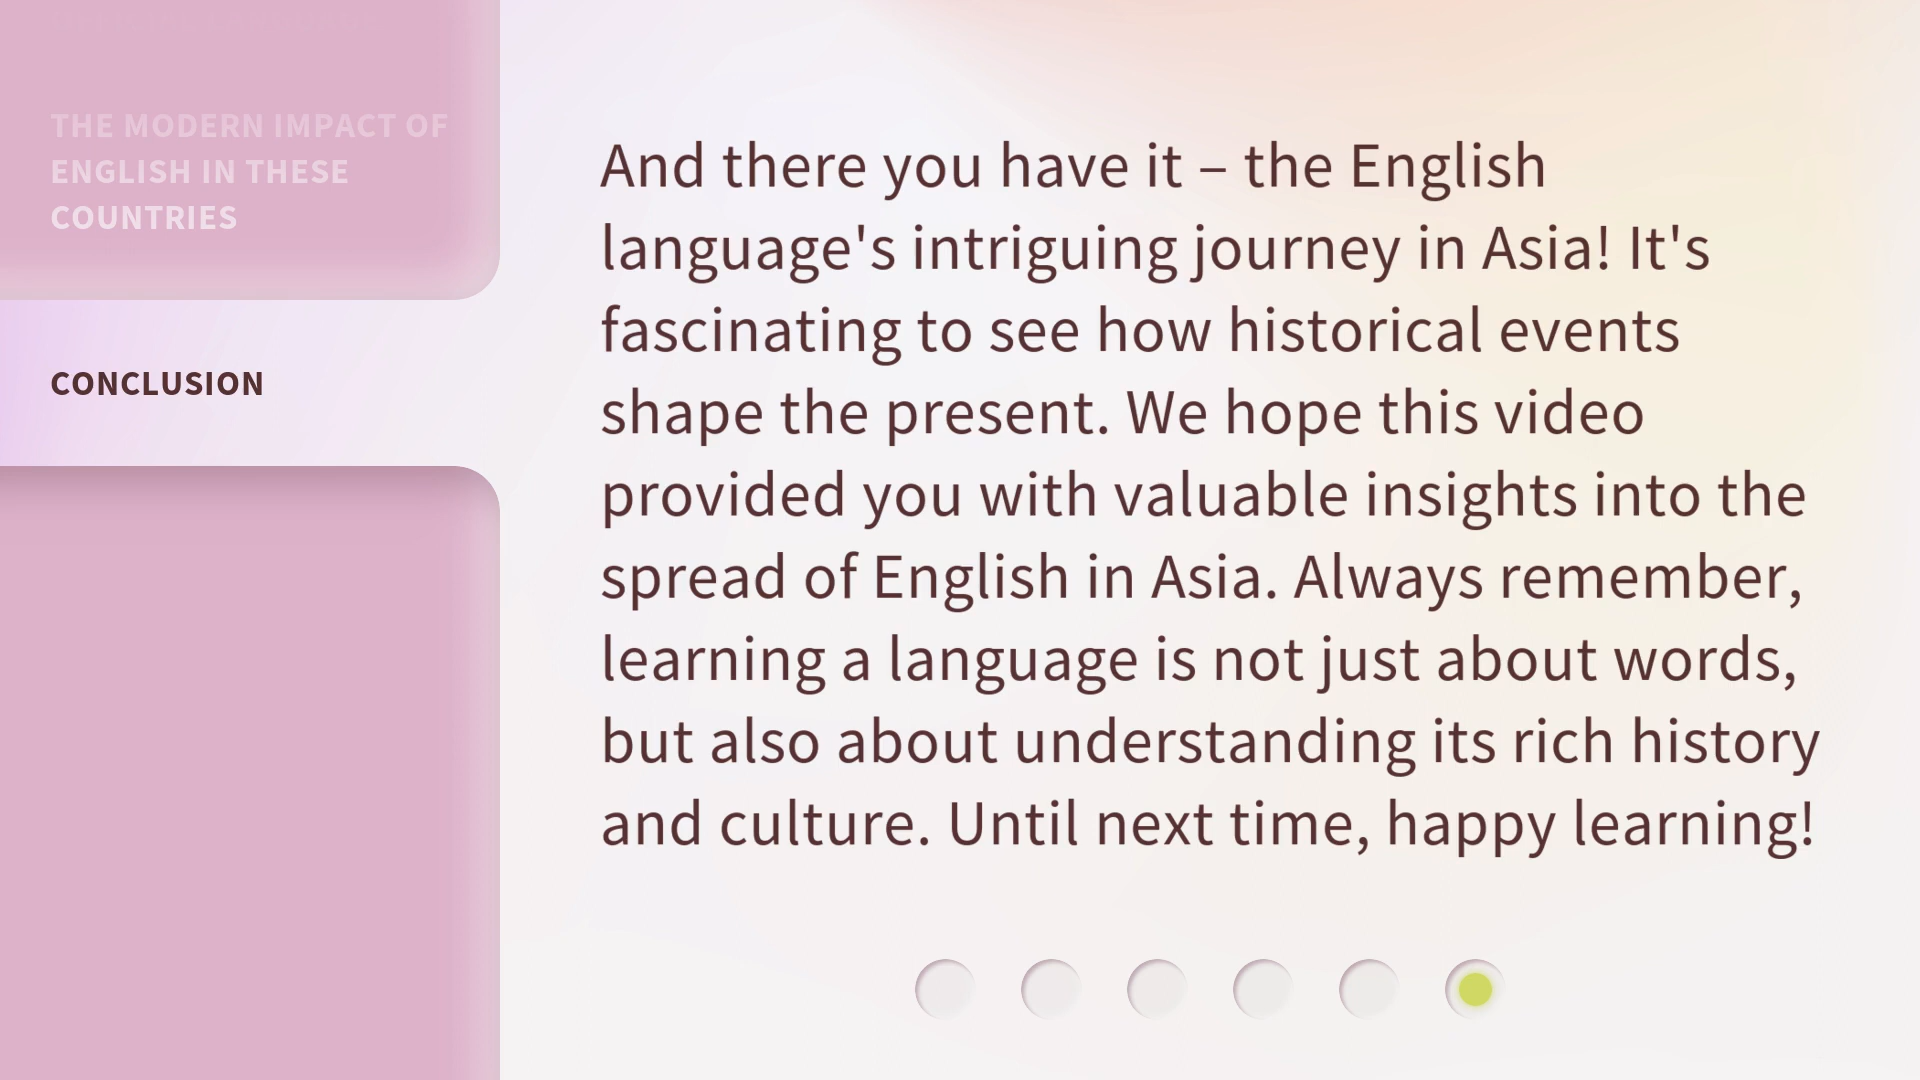 THE MODERN IMPACT OF
ENGLISH IN THESE
COUNTRIES
CONCLUSION
And there you have it – the English
language's intriguing journey in Asia! It's
fascinating to see how historical events
shape the present. We hope this video
provided you with valuable insights into the
spread of English in Asia. Always remember,
learning a language is not just about words,
but also about understanding its rich history
and culture. Until next time, happy learning!